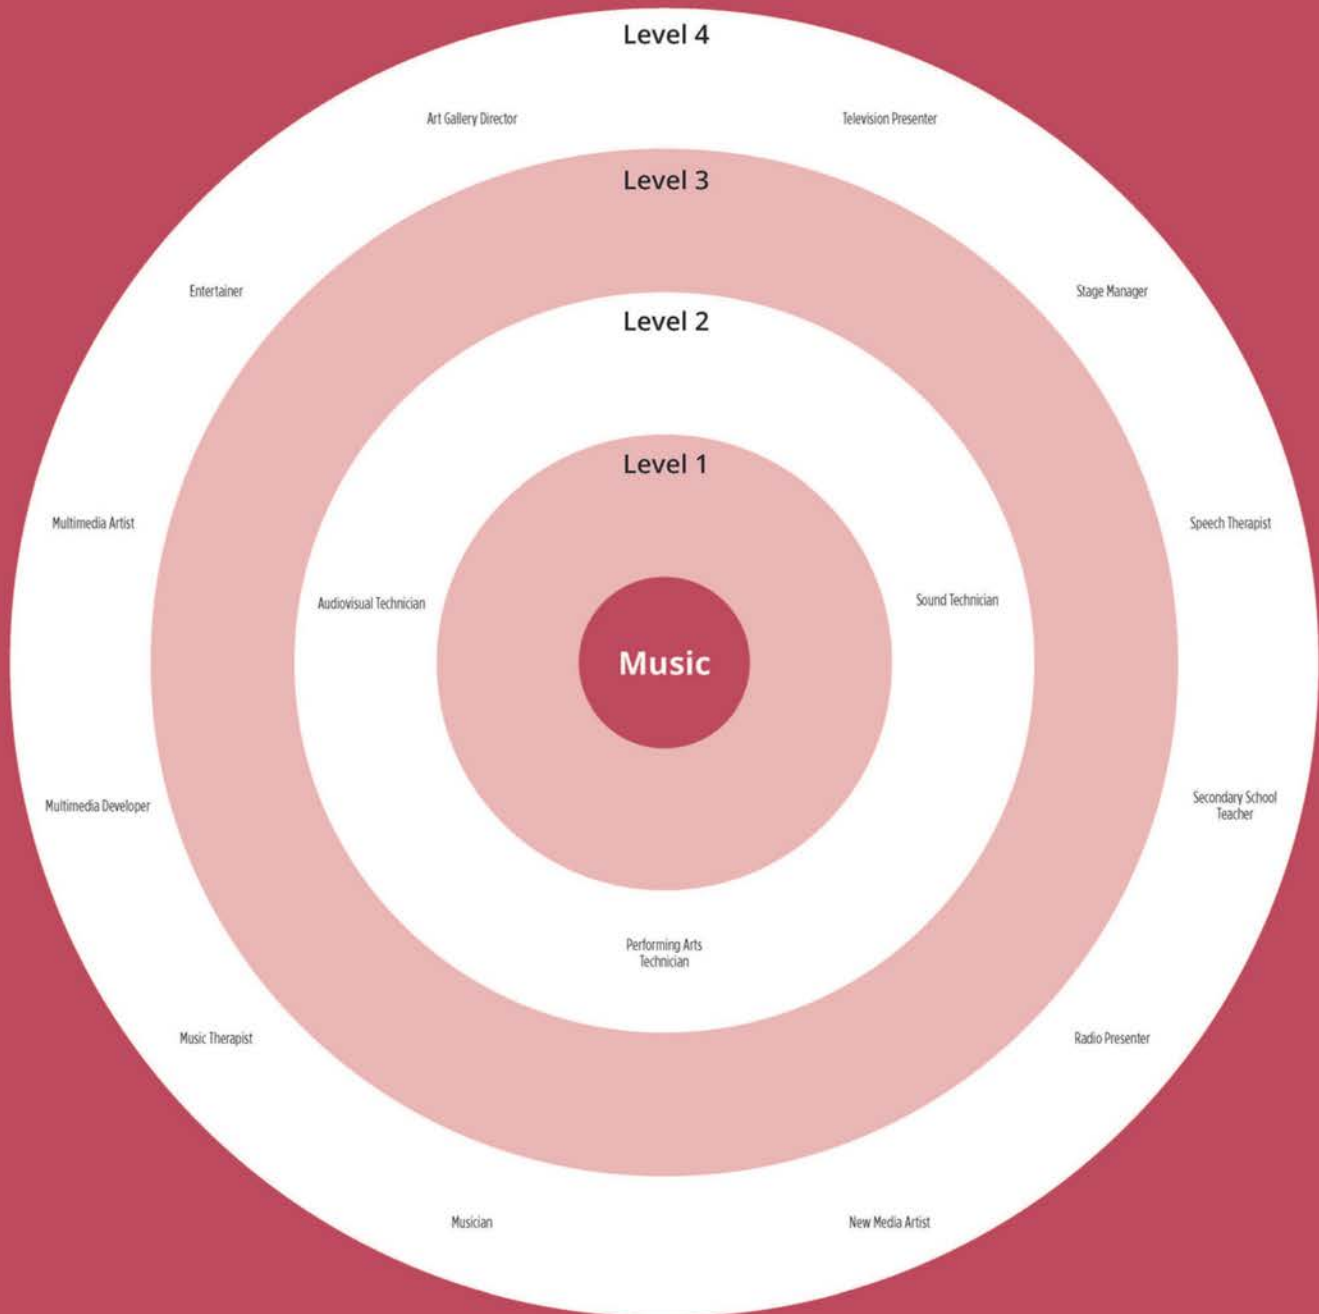 Level 4
Art Gallery Director
Television Presenter
Level 3
Entertainer
Stage Manager
Level 2
Level 1
Multimedia Artist
Speech Therapist
Audiovisual Technician
Sound Technician
Music
Multimedia Developer
Secondary School
Teacher
Performing Arts
Technician
Music Therapist
Radio Presenter
Musician
New Media Artist